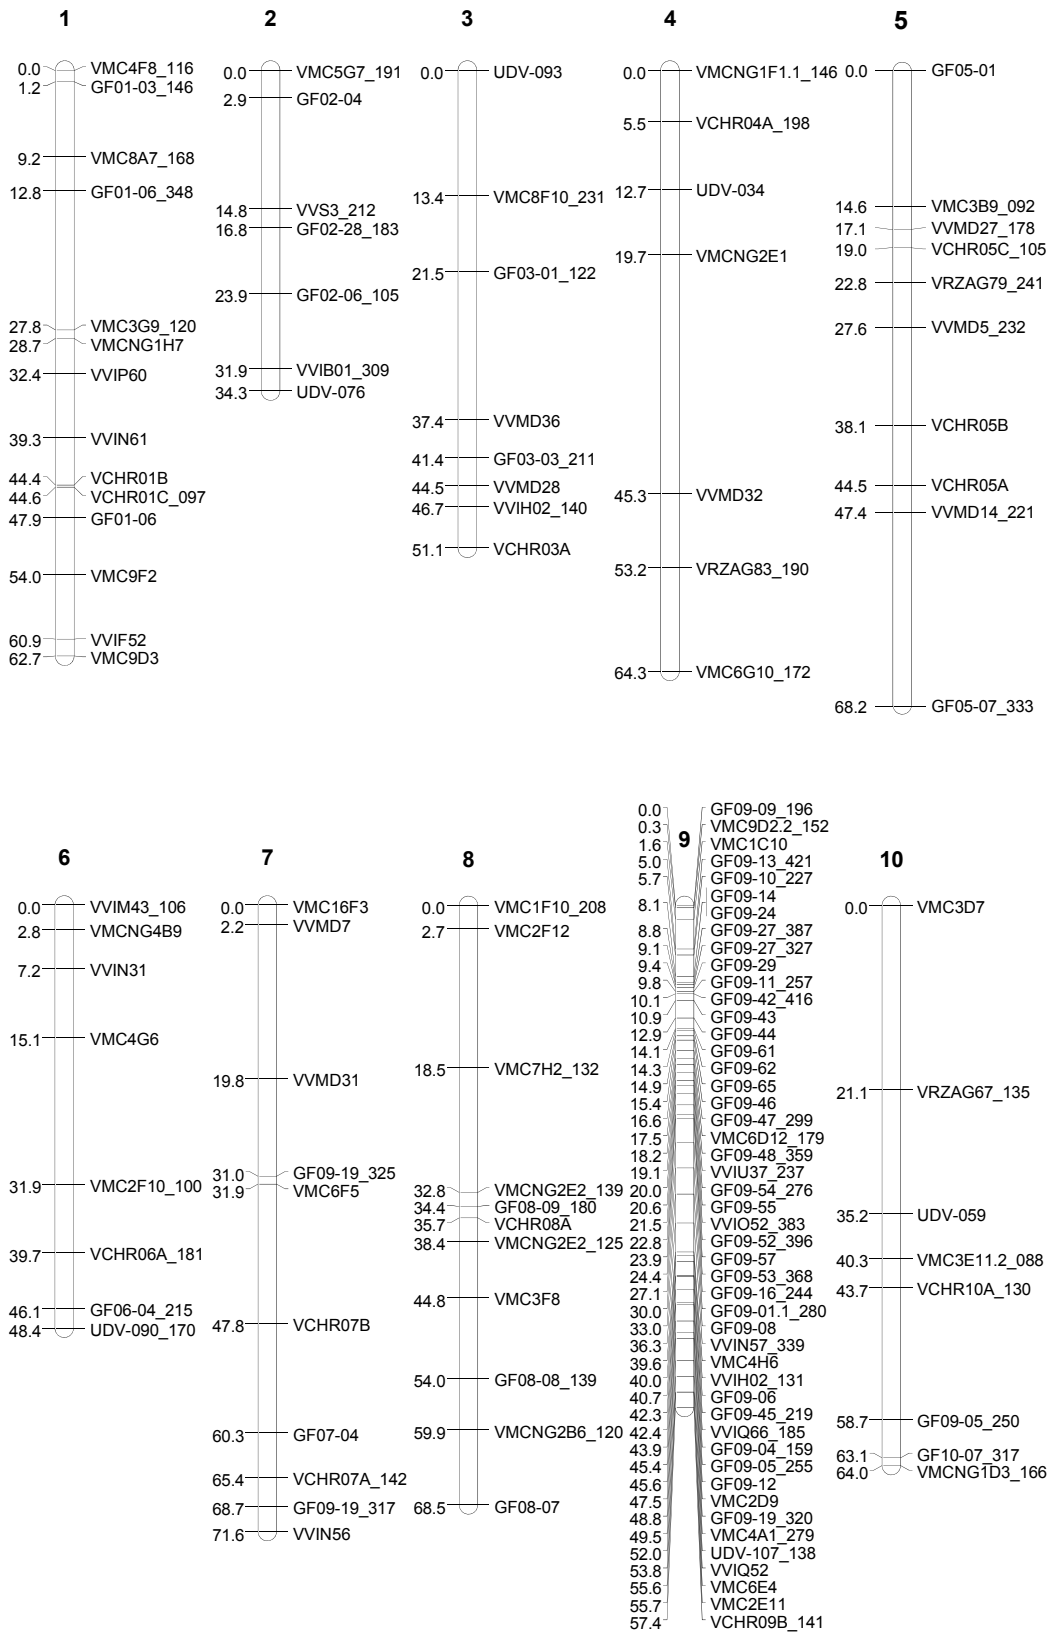 1
0.0 VMC4F8_116
1.2 GF01-03_146
9.2 VMC8A7_168
12.8 GF01-06_348
27.8 VMC3G9_120
28.7 VMCNG1H7
32.4 VVIP60
39.3 VVIN61
44.4 VCHR01B
44.6 VCHR01C_097
47.9 GF01-06
54.0 VMC9F2
60.9 VVIF52
62.7 VMC9D3
2
0.0 VMC5G7_191
2.9 GF02-04
14.8 VVS3_212
16.8 GF02-28_183
23.9 GF02-06_105
31.9 VVIB01_309
34.3 UDV-076
3
0.0 UDV-093
13.4 VMC8F10_231
21.5 GF03-01_122
37.4 VVMD36
41.4 GF03-03_211
44.5 VVMD28
46.7 VVIH02_140
51.1 VCHR03A
4
0.0 VMCNG1F1.1_146
5.5 VCHR04A_198
12.7 UDV-034
19.7 VMCNG2E1
45.3 VVMD32
53.2 VRZAG83_190
64.3 VMC6G10_172
5
0.0 GF05-01
14.6 VMC3B9_092
17.1 VVMD27_178
19.0 VCHR05C_105
22.8 VRZAG79_241
27.6 VVMD5_232
38.1 VCHR05B
44.5 VCHR05A
47.4 VVMD14_221
68.2 GF05-07_333
6
0.0 VVIM43_106
2.8 VMCNG4B9
7.2 VVIN31
15.1 VMC4G6
31.9 VMC2F10_100
39.7 VCHR06A_181
46.1 GF06-04_215
48.4 UDV-090_170
7
0.0 VMC16F3
2.2 VVMD7
19.8 VVMD31
31.0 GF09-19_325
31.9 VMC6F5
47.8 VCHR07B
60.3 GF07-04
65.4 VCHR07A_142
68.7 GF09-19_317
71.6 VVIN56
8
0.0 VMC1F10_208
2.7 VMC2F12
18.5 VMC7H2_132
32.8 VMCNG2E2_139
34.4 GF08-09_180
35.7 VCHR08A
38.4 VMCNG2E2_125
44.8 VMC3F8
54.0 GF08-08_139
59.9 VMCNG2B6_120
68.5 GF08-07
9
0.0 GF09-09_196
0.3 VMC9D2.2_152
1.6 VMC1C10
5.0 GF09-13_421
5.7 GF09-10_227
8.1 GF09-14
GF09-24
8.8 GF09-27_387
9.1 GF09-27_327
9.4 GF09-29
9.8 GF09-11_257
10.1 GF09-42_416
10.9 GF09-43
12.9 GF09-44
14.1 GF09-61
14.3 GF09-62
14.9 GF09-65
15.4 GF09-46
16.6 GF09-47_299
17.5 VMC6D12_179
18.2 GF09-48_359
19.1 VVIU37_237
20.0 GF09-54_276
20.6 GF09-55
21.5 VVIO52_383
22.8 GF09-52_396
23.9 GF09-57
24.4 GF09-53_368
27.1 GF09-16_244
30.0 GF09-01.1_280
33.0 GF09-08
36.3 VVIN57_339
39.6 VMC4H6
40.0 VVIH02_131
40.7 GF09-06
42.3 GF09-45_219
42.4 VVIQ66_185
43.9 GF09-04_159
45.4 GF09-05_255
45.6 GF09-12
47.5 VMC2D9
48.8 GF09-19_320
49.5 VMC4A1_279
52.0 UDV-107_138
53.8 VVIQ52
55.6 VMC6E4
55.7 VMC2E11
57.4 VCHR09B_141
10
0.0 VMC3D7
21.1 VRZAG67_135
35.2 UDV-059
40.3 VMC3E11.2_088
43.7 VCHR10A_130
58.7 GF09-05_250
63.1 GF10-07_317
64.0 VMCNG1D3_166